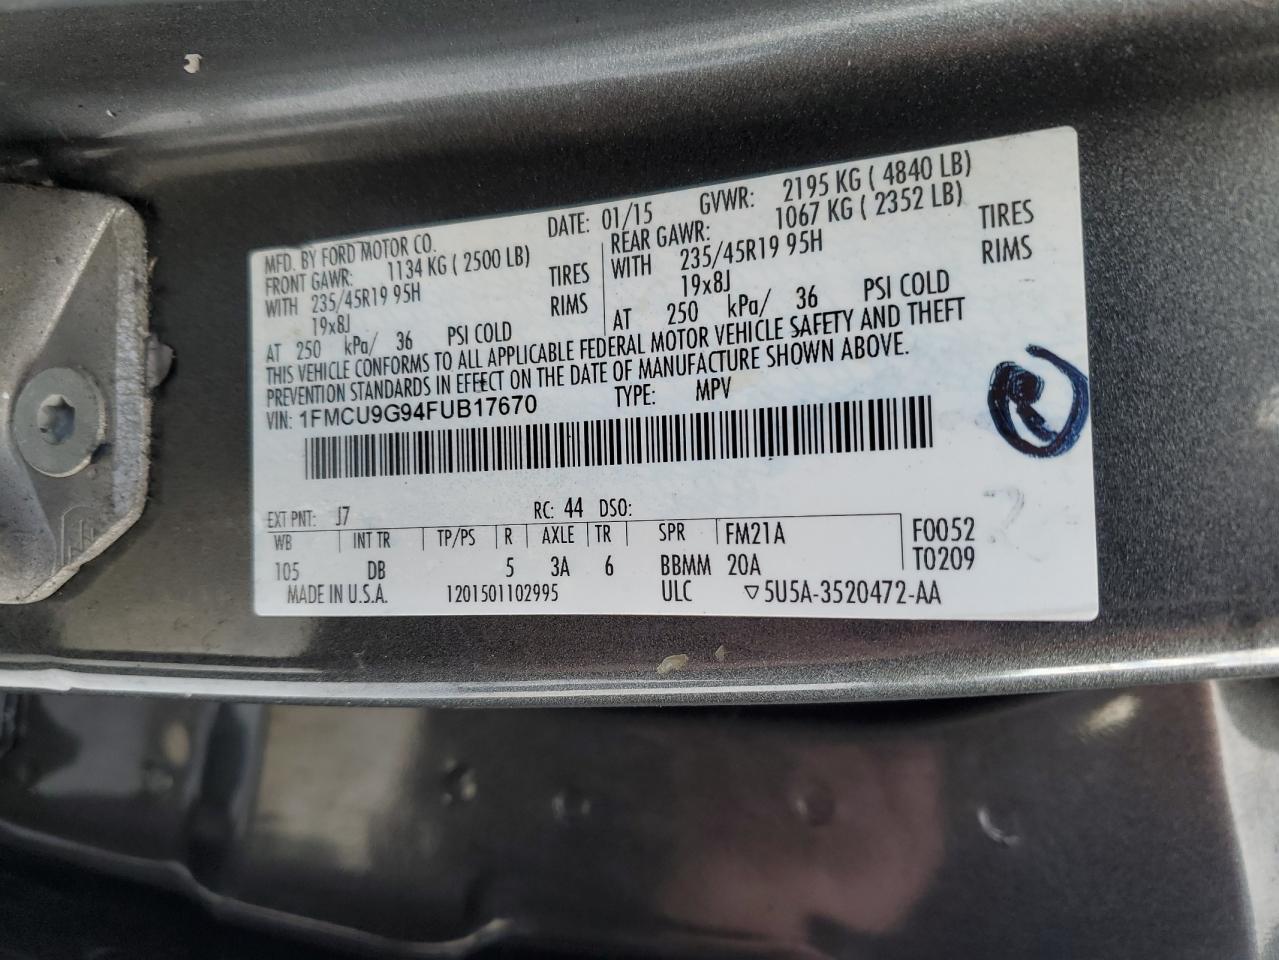 MFD. BY FORD MOTOR CO.
DATE: 01/15 GVWR: 2195 KG ( 4840 LB)
FRONT GAWR: 1134 KG ( 2500 LB)
REAR GAWR: 1067 KG ( 2352 LB)
WITH 235/45R19 95H TIRES
WITH 235/45R19 95H TIRES
19x8J RIMS
19x8J RIMS
AT 250 kPa/ 36 PSI COLD
AT 250 kPa/ 36 PSI COLD
THIS VEHICLE CONFORMS TO ALL APPLICABLE FEDERAL MOTOR VEHICLE SAFETY AND THEFT
PREVENTION STANDARDS IN EFFECT ON THE DATE OF MANUFACTURE SHOWN ABOVE.
VIN: 1FMCU9G94FUB17670 TYPE: MPV
R
EXT PNT: J7 RC: 44 DSO:
WB INT TR TP/PS R AXLE TR SPR FM21A F0052
105 DB 5 3A 6 BBMM 20A T0209
MADE IN U.S.A. 1201501102995 ULC ▽5U5A-3520472-AA